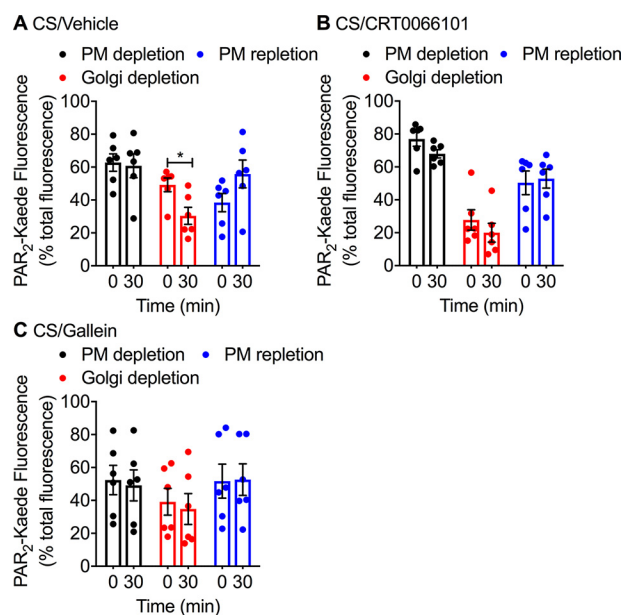 A CS/Vehicle
PM depletion PM repletion
Golgi depletion
PAR₂-Kaede Fluorescence
(% total fluorescence)
100
80
60
40
20
0
*
0 30 0 30 0 30
Time (min)
B CS/CRT0066101
PM depletion PM repletion
Golgi depletion
PAR₂-Kaede Fluorescence
(% total fluorescence)
100
80
60
40
20
0
0 30 0 30 0 30
Time (min)
C CS/Gallein
PM depletion PM repletion
Golgi depletion
PAR₂-Kaede Fluorescence
(% total fluorescence)
100
80
60
40
20
0
0 30 0 30 0 30
Time (min)